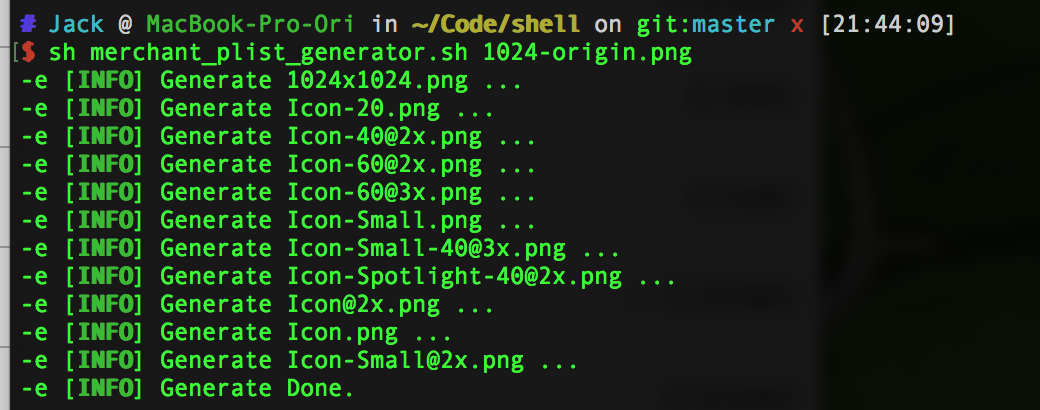 # Jack @ MacBook-Pro-Ori in ~/Code/shell on git:master x [21:44:09]
[$ sh merchant_plist_generator.sh 1024-origin.png
-e [INFO] Generate 1024x1024.png ...
-e [INFO] Generate Icon-20.png ...
-e [INFO] Generate Icon-40@2x.png ...
-e [INFO] Generate Icon-60@2x.png ...
-e [INFO] Generate Icon-60@3x.png ...
-e [INFO] Generate Icon-Small.png ...
-e [INFO] Generate Icon-Small-40@3x.png ...
-e [INFO] Generate Icon-Spotlight-40@2x.png ...
-e [INFO] Generate Icon@2x.png ...
-e [INFO] Generate Icon.png ...
-e [INFO] Generate Icon-Small@2x.png ...
-e [INFO] Generate Done.